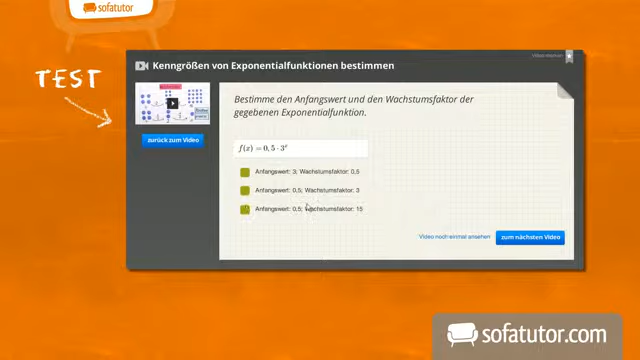 sofatutor
TEST
Kenngrößen von Exponentialfunktionen bestimmen
zurück zum Video
Bestimme den Anfangswert und den Wachstumsfaktor der
gegebenen Exponentialfunktion.
f(x) = 0,5 · 3ˣ
Anfangswert: 3; Wachstumsfaktor: 0,5
Anfangswert: 0,5; Wachstumsfaktor: 3
Anfangswert: 0,5; Wachstumsfaktor: 15
Video noch einmal ansehen
zum nächsten Video
sofatutor.com